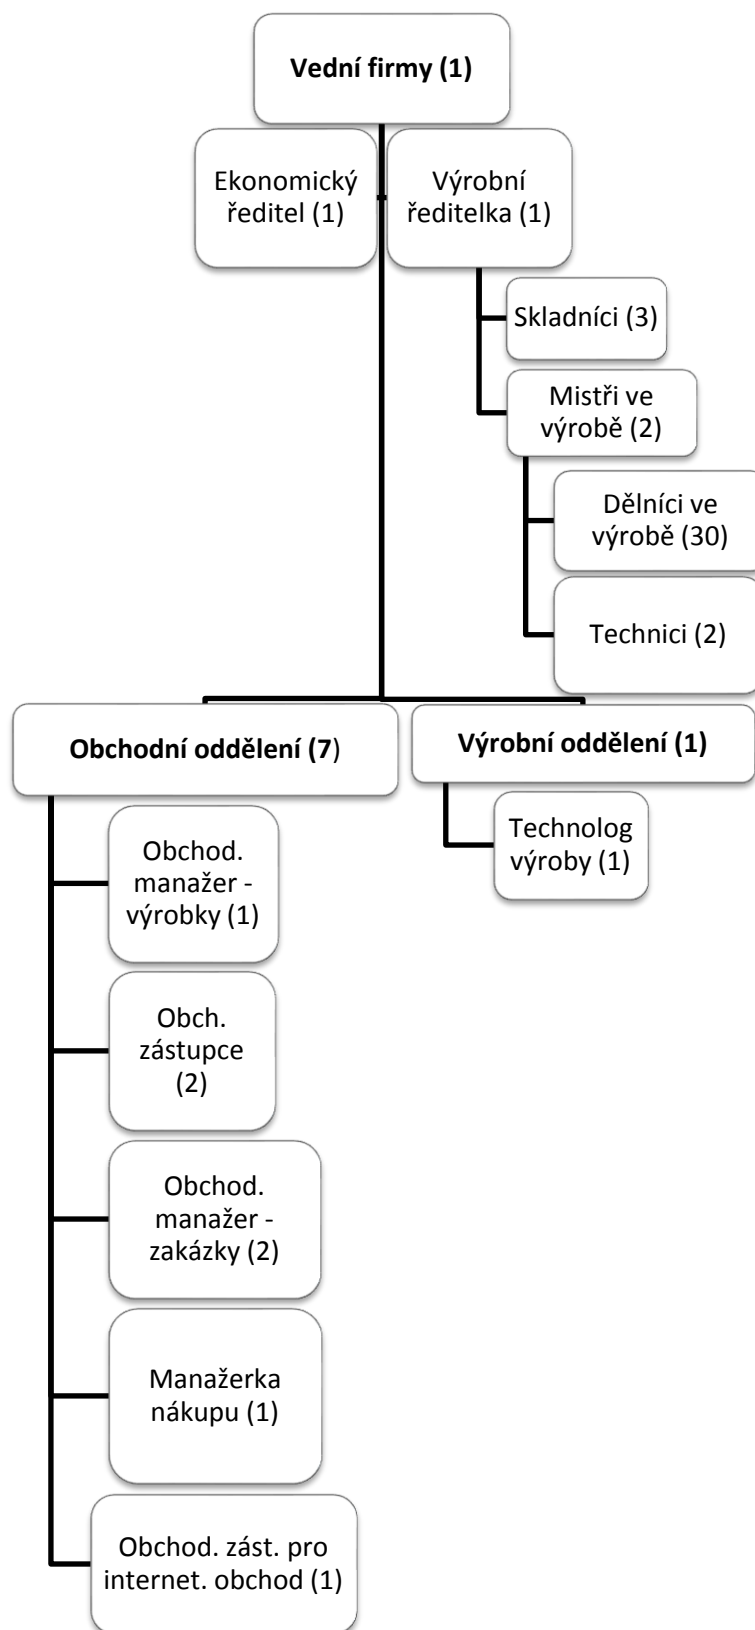 Vední firmy (1)
Ekonomický
ředitel (1)
Výrobní
ředitelka (1)
Skladníci (3)
Mistři ve
výrobě (2)
Dělníci ve
výrobě (30)
Technici (2)
Obchodní oddělení (7)
Výrobní oddělení (1)
Obchod.
manažer -
výrobky (1)
Technolog
výroby (1)
Obch.
zástupce
(2)
Obchod.
manažer -
zakázky (2)
Manažerka
nákupu (1)
Obchod. zást. pro
internet. obchod (1)